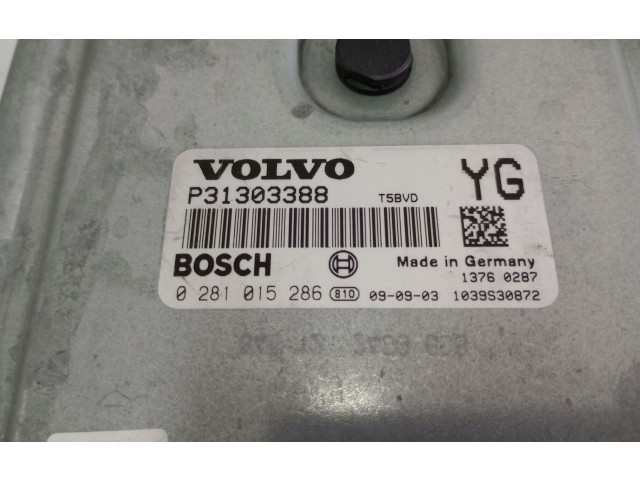 VOLVO YG
P31303388 T5BVD
BOSCH Made in Germany
1376 0287
0 281 015 286 810 09-09-03 1039S30872